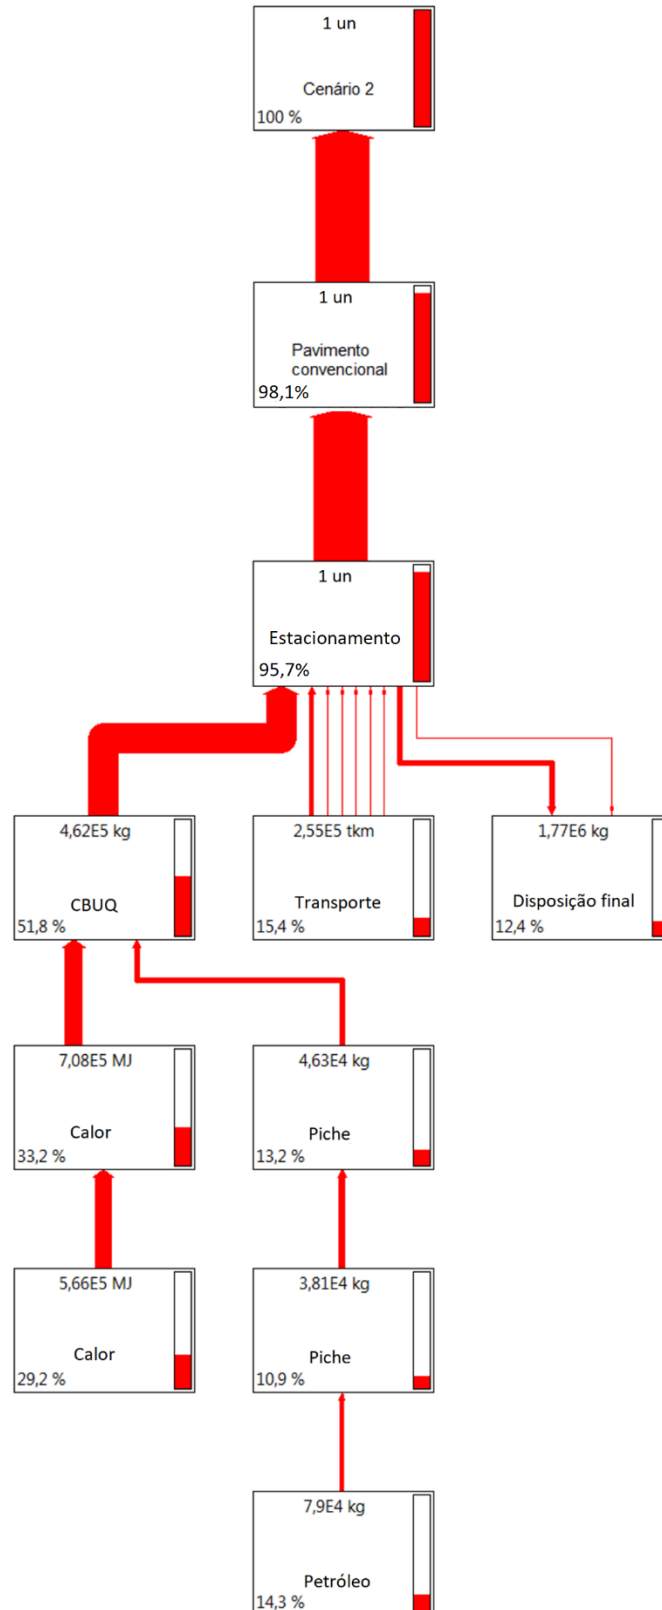 1 un
Cenário 2
100 %
1 un
Pavimento
convencional
98,1%
1 un
Estacionamento
95,7%
4,62E5 kg
CBUQ
51,8 %
2,55E5 tkm
Transporte
15,4 %
1,77E6 kg
Disposição final
12,4 %
7,08E5 MJ
Calor
33,2 %
4,63E4 kg
Piche
13,2 %
5,66E5 MJ
Calor
29,2 %
3,81E4 kg
Piche
10,9 %
7,9E4 kg
Petróleo
14,3 %